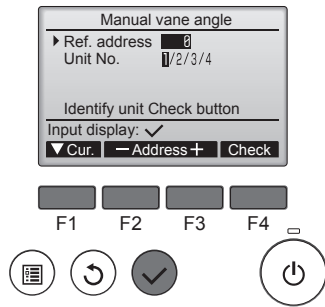 Manual vane angle
▶Ref. address 0
Unit No. 1/2/3/4
Identify unit Check button
Input display: ✓
▼Cur. −Address+ Check
F1 F2 F3 F4